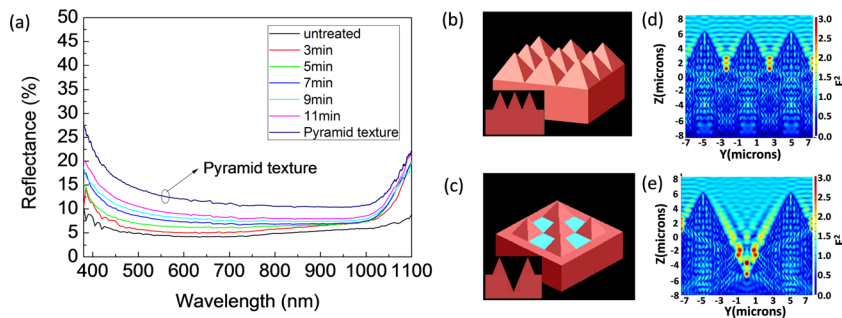 (a)
50
45
40
35
30
25
20
15
10
5
0
Reflectance (%)
400 500 600 700 800 900 1000 1100
Wavelength (nm)
untreated
3min
5min
7min
9min
11min
Pyramid texture
Pyramid texture
(b)
(c)
(d)
8
6
4
2
0
-2
-4
-6
-8
Z(microns)
-7 -5 -3 -1 1 3 5 7
Y(microns)
3.0
2.5
2.0
1.5
1.0
0.5
0
E²
(e)
8
6
4
2
0
-2
-4
-6
-8
Z(microns)
-7 -5 -3 -1 1 3 5 7
Y(microns)
3.0
2.5
2.0
1.5
1.0
0.5
0
E²